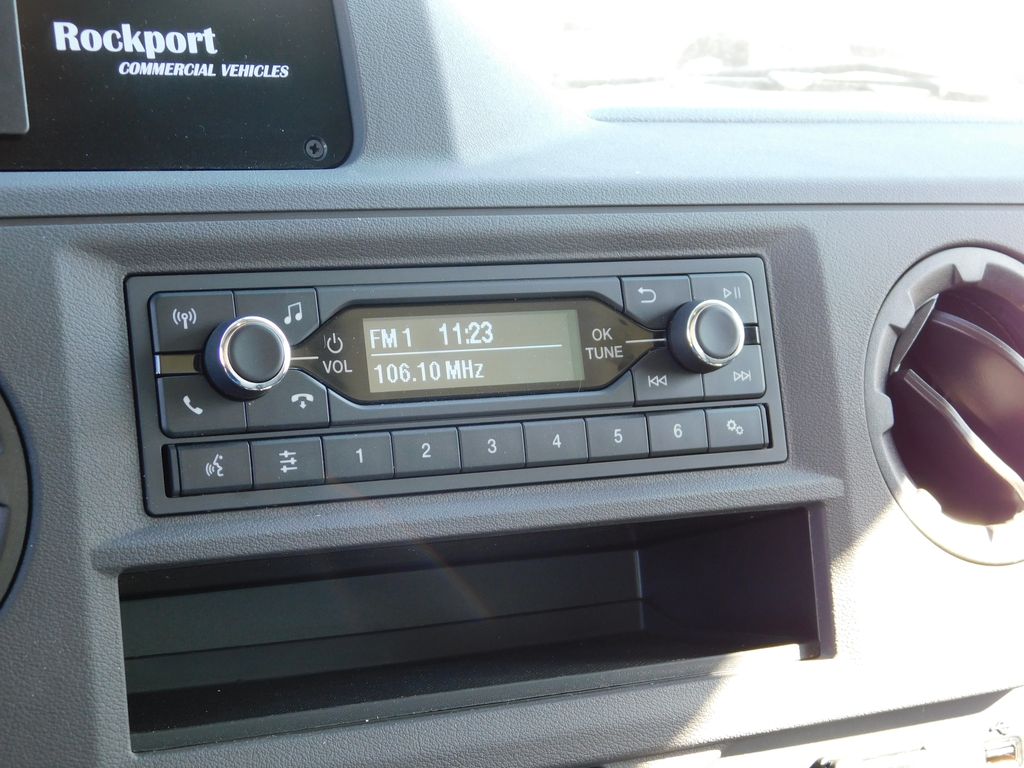 Rockport
COMMERCIAL VEHICLES
FM 1 11:23
106.10 MHz
VOL
OK
TUNE
1 2 3 4 5 6